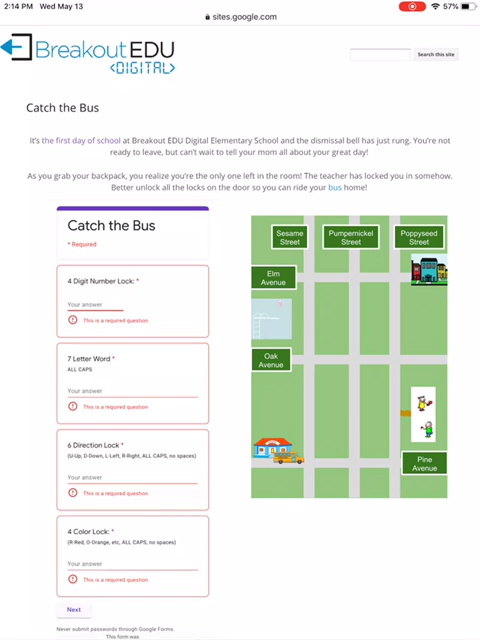 2:14 PM Wed May 13
57%
sites.google.com
Breakout EDU
<DIGITAL>
Search this site
Catch the Bus
It's the first day of school at Breakout EDU Digital Elementary School and the dismissal bell has just rung. You're not
ready to leave, but can't wait to tell your mom all about your great day!
As you grab your backpack, you realize you're the only one left in the room! The teacher has locked you in somehow.
Better unlock all the locks on the door so you can ride your bus home!
Catch the Bus
* Required
4 Digit Number Lock: *
Your answer
This is a required question
7 Letter Word *
ALL CAPS
Your answer
This is a required question
6 Direction Lock *
(U-Up, D-Down, L-Left, R-Right, ALL CAPS, no spaces)
Your answer
This is a required question
4 Color Lock: *
(R-Red, O-Orange, etc, ALL CAPS, no spaces)
Your answer
This is a required question
Next
Never submit passwords through Google Forms.
This form was
Sesame
Street
Pumpernickel
Street
Poppyseed
Street
Elm
Avenue
Oak
Avenue
Pine
Avenue